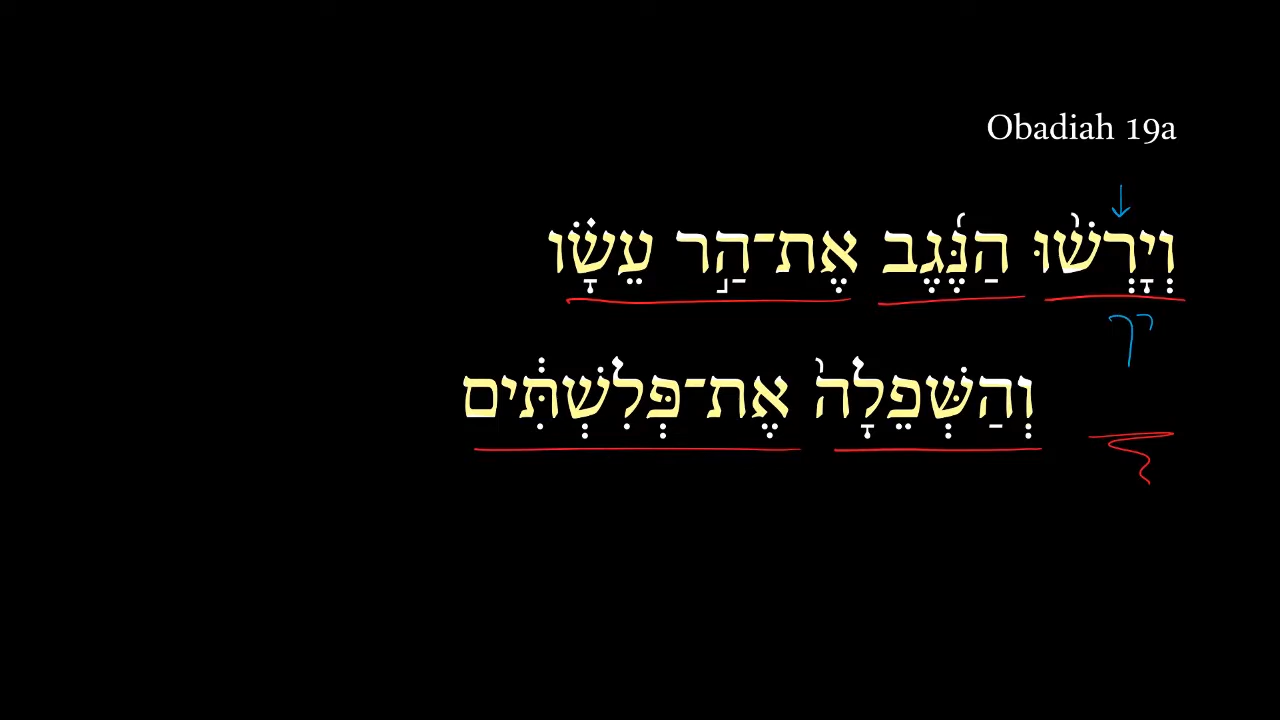 Obadiah 19a
וְיָרְשׁ֨וּ הַנֶּ֜גֶב אֶת־הַ֣ר עֵשָׂ֗ו
וְהַשְּׁפֵלָה֙ אֶת־פְּלִשְׁתִּ֔ים